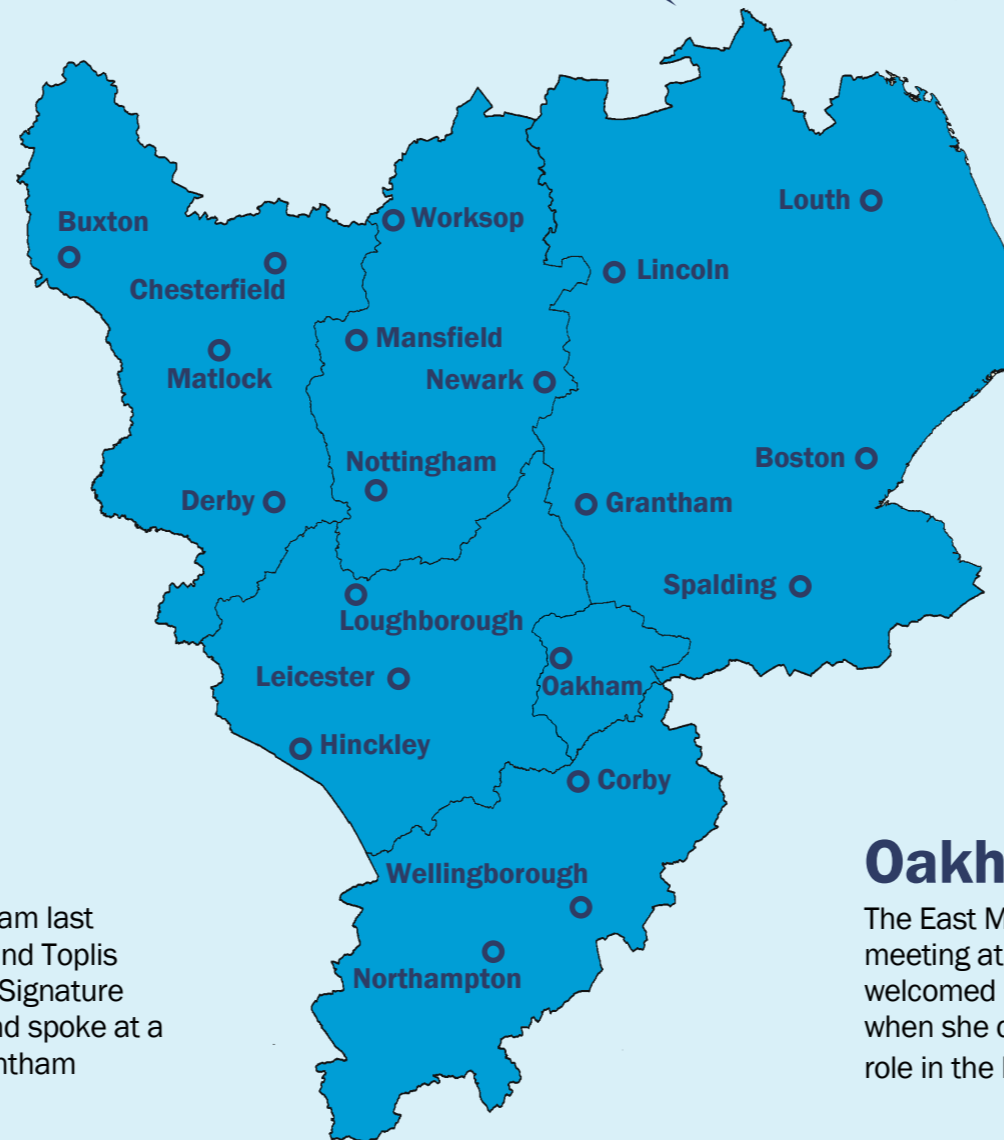 Louth
Buxton
Worksop
Lincoln
Chesterfield
Mansfield
Matlock
Newark
Boston
Nottingham
Derby
Grantham
Spalding
Loughborough
Leicester
Oakham
Hinckley
Corby
Wellingborough
Northampton
am last
nd Toplis
Signature
nd spoke at a
ntham
Oakh
The East M
meeting at
welcomed
when she
role in the